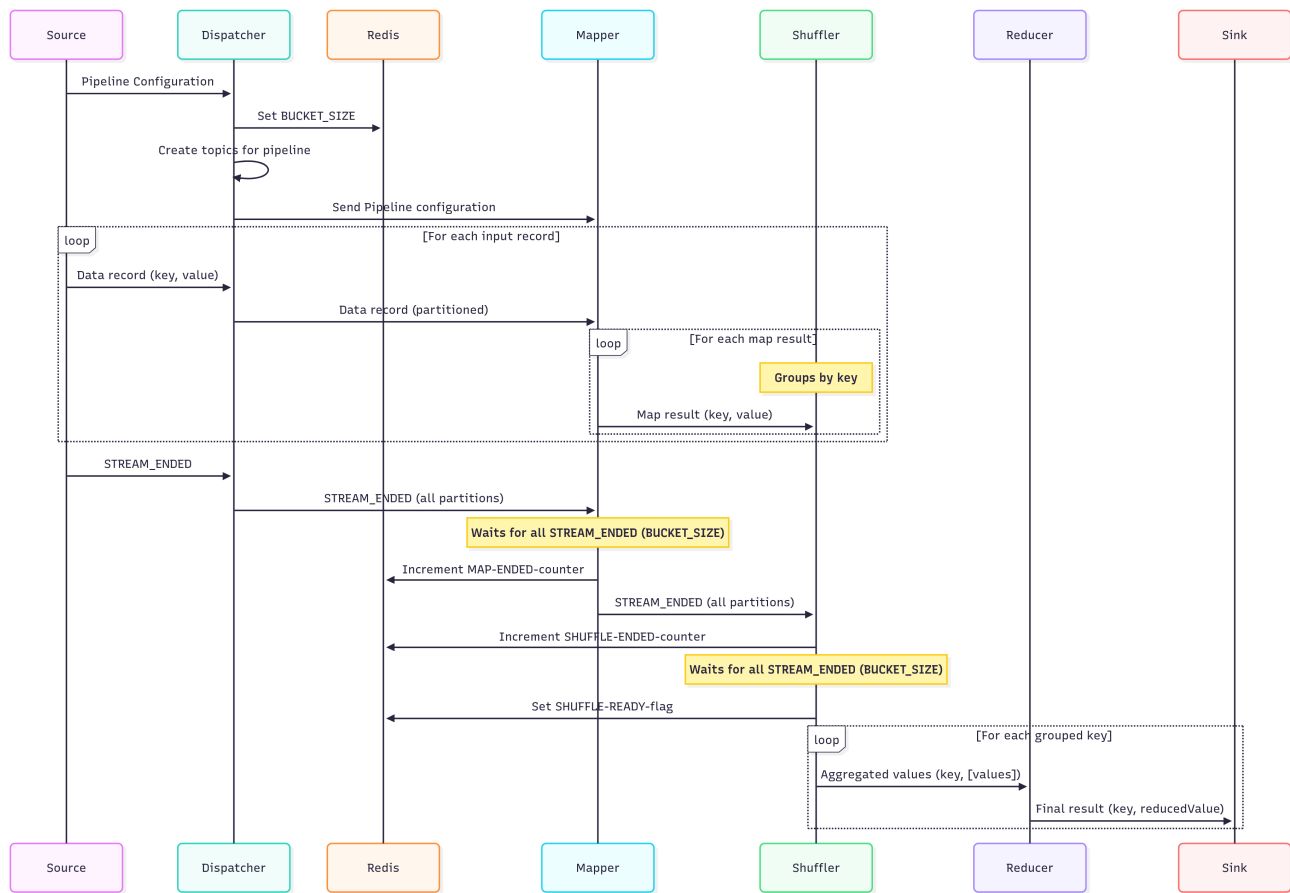 Source
Dispatcher
Redis
Mapper
Shuffler
Reducer
Sink
Pipeline Configuration
Set BUCKET_SIZE
Create topics for pipeline
Send Pipeline configuration
loop
[For each input record]
Data record (key, value)
Data record (partitioned)
loop
[For each map result]
Groups by key
Map result (key, value)
STREAM_ENDED
STREAM_ENDED (all partitions)
Waits for all STREAM_ENDED (BUCKET_SIZE)
Increment MAP-ENDED-counter
STREAM_ENDED (all partitions)
Increment SHUFFLE-ENDED-counter
Waits for all STREAM_ENDED (BUCKET_SIZE)
Set SHUFFLE-READY-flag
loop
[For each grouped key]
Aggregated values (key, [values])
Final result (key, reducedValue)
Source
Dispatcher
Redis
Mapper
Shuffler
Reducer
Sink